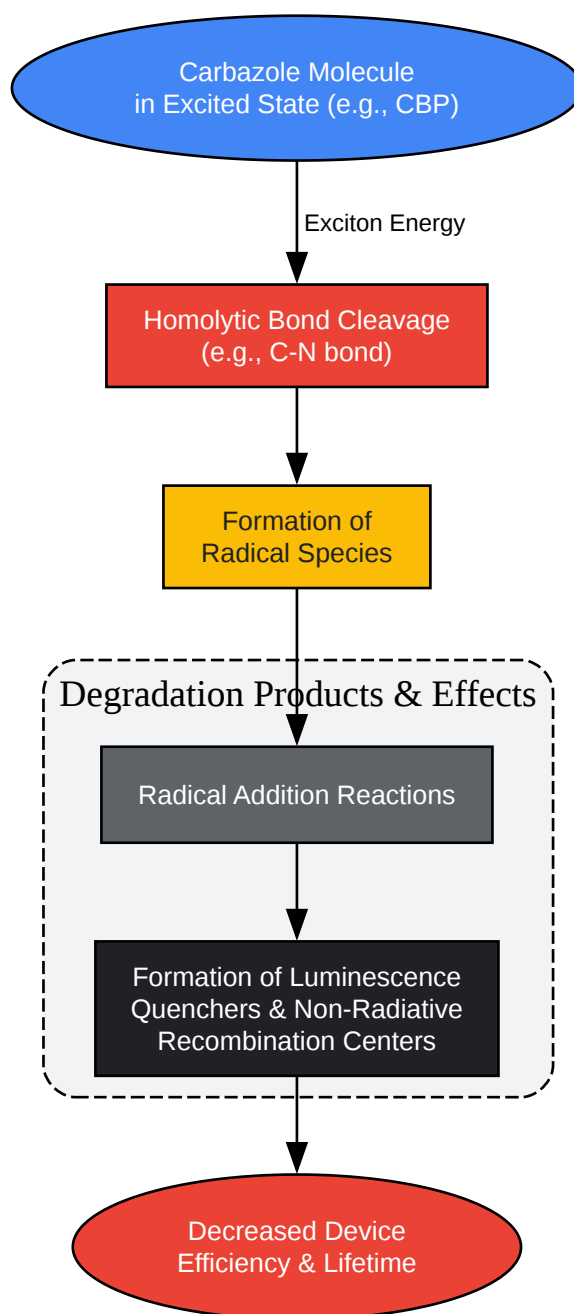 Carbazole Molecule
in Excited State (e.g., CBP)
Exciton Energy
Homolytic Bond Cleavage
(e.g., C-N bond)
Formation of
Radical Species
Degradation Products & Effects
Radical Addition Reactions
Formation of Luminescence
Quenchers & Non-Radiative
Recombination Centers
Decreased Device
Efficiency & Lifetime